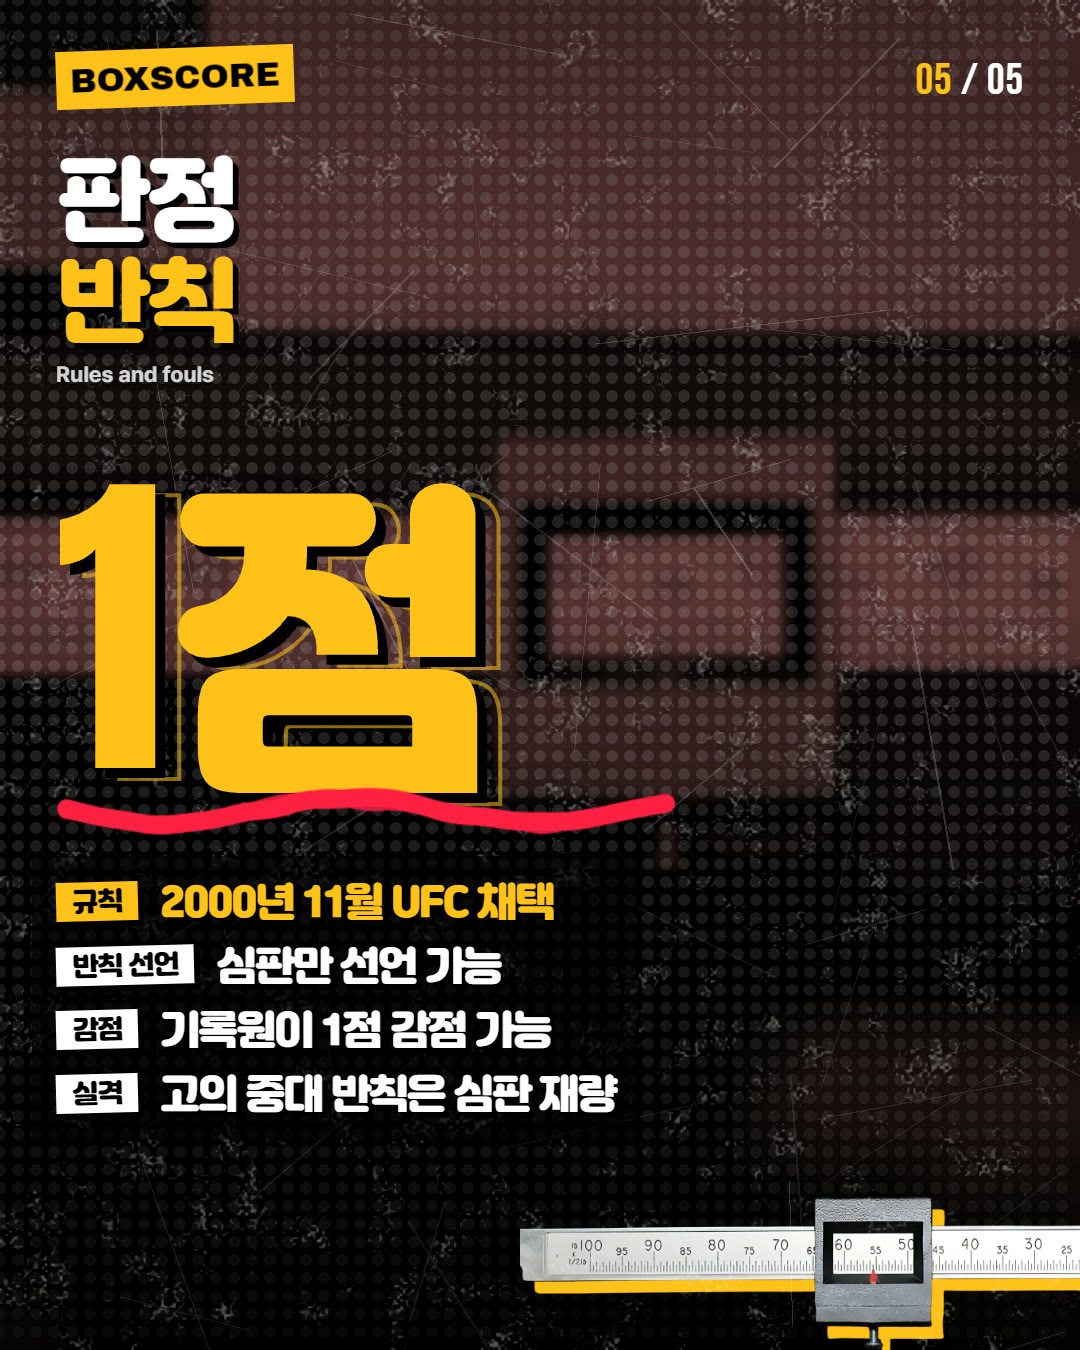 BOXSCORE
05 / 05
판정
반칙
Rules and fouls
1점
규칙 2000년 11월 UFC 채택
반칙 선언 심판만 선언 가능
감점 기록원이 1점 감점 가능
실격 고의 중대 반칙은 심판 재량
lb X 1/2lb 100 95 90 85 80 75 70 60 55 50 45 40 35 30 25